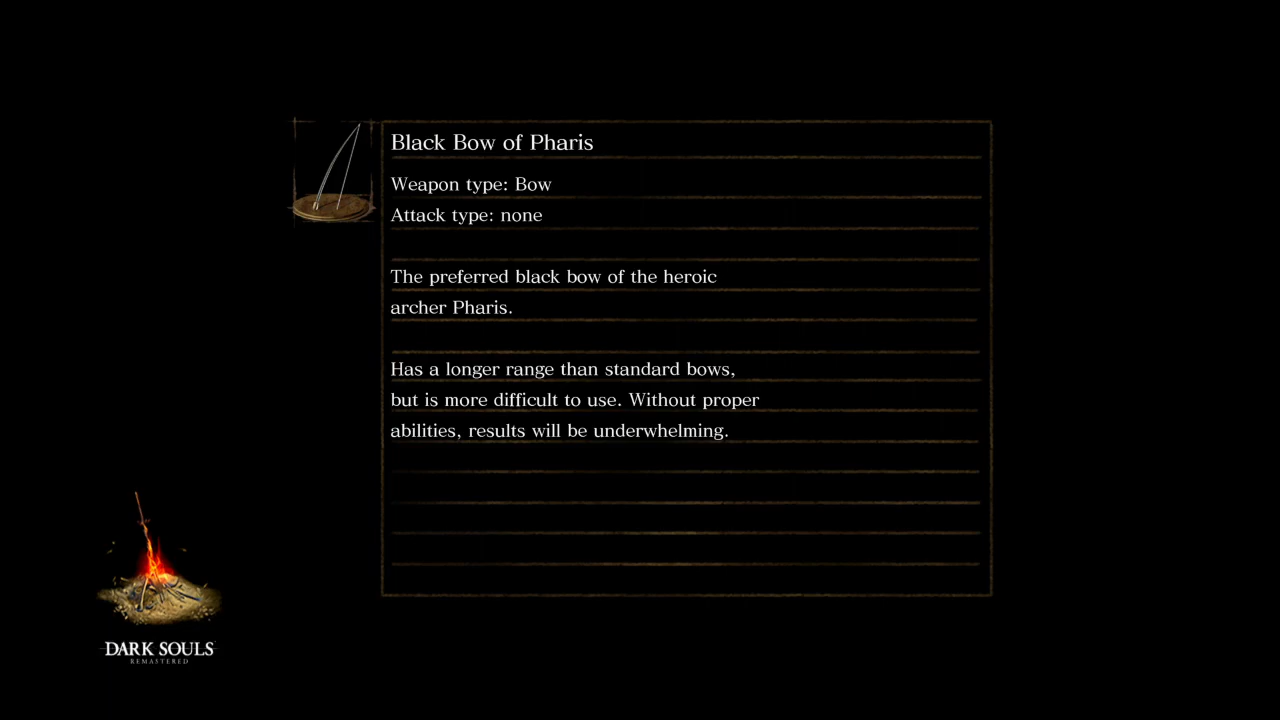 Black Bow of Pharis
Weapon type: Bow
Attack type: none
The preferred black bow of the heroic
archer Pharis.
Has a longer range than standard bows,
but is more difficult to use. Without proper
abilities, results will be underwhelming.
DARK SOULS
REMASTERED